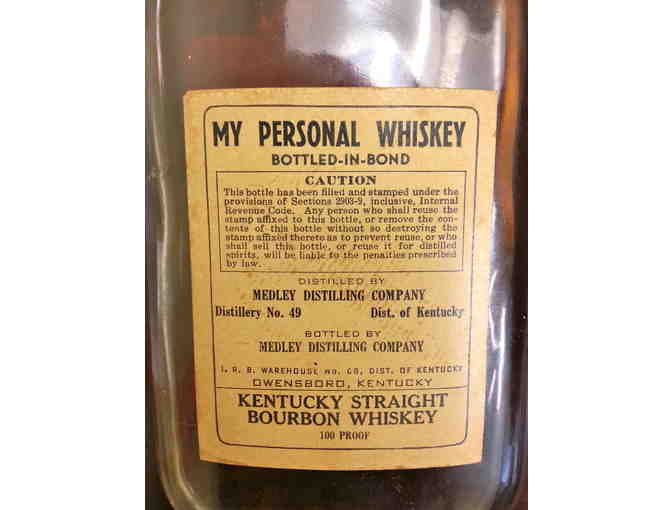 MY PERSONAL WHISKEY
BOTTLED-IN-BOND
CAUTION
This bottle has been filled and stamped under the
provisions of Sections 2903-9, inclusive, Internal
Revenue Code. Any person who shall reuse the
stamp affixed to this bottle, or remove the con-
tents of this bottle without so destroying the
stamp affixed thereto as to prevent reuse, or who
shall sell this bottle, or reuse it for distilled
spirits, will be liable to the penalties prescribed
by law.
DISTILLED BY
MEDLEY DISTILLING COMPANY
Distillery No. 49 Dist. of Kentucky
BOTTLED BY
MEDLEY DISTILLING COMPANY
I. R. B. WAREHOUSE NO. 60, DIST. OF KENTUCKY
OWENSBORO, KENTUCKY
KENTUCKY STRAIGHT
BOURBON WHISKEY
100 PROOF